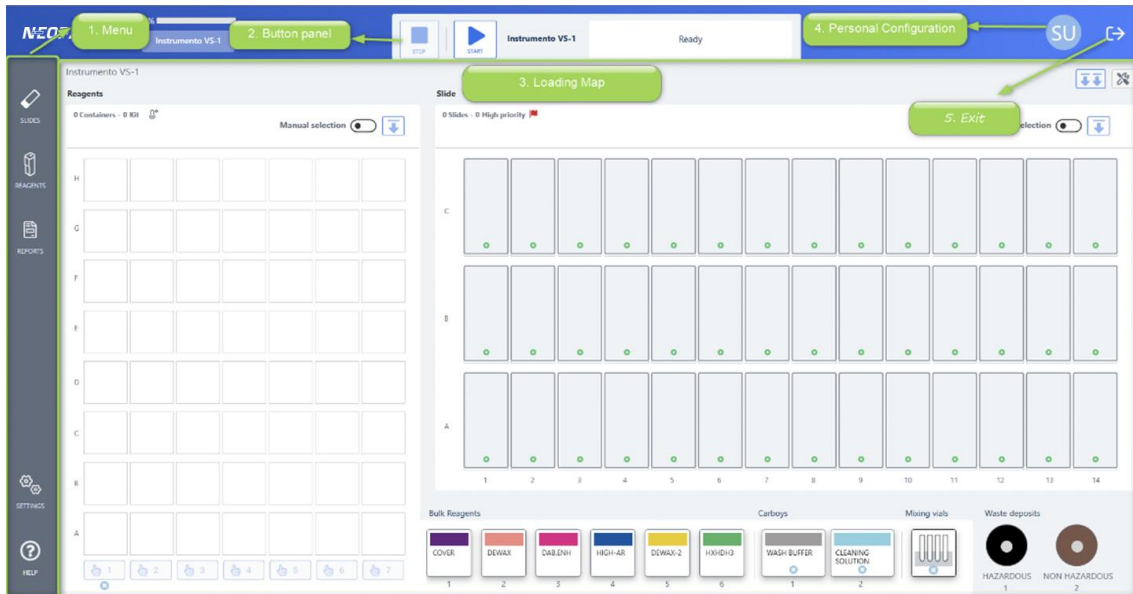 NEOP
%
1. Menu
Instrumento VS-1
2. Button panel
STOP
START
Instrumento VS-1
Ready
4. Personal Configuration
SU
Instrumento VS-1
3. Loading Map
5. Exit
SLIDES
REAGENTS
REPORTS
SETTINGS
HELP
Reagents
0 Containers - 0 Kit
Manual selection
H
G
F
E
D
C
B
A
1 2 3 4 5 6 7
Slide
0 Slides - 0 High priority
election
C
B
A
1 2 3 4 5 6 7 8 9 10 11 12 13 14
Bulk Reagents
Carboys
Mixing vials
Waste deposits
COVER
DEWAX
DAB.ENH
HIGH-AR
DEWAX-2
HXHDH3
WASH BUFFER
CLEANING
SOLUTION
1 2 3 4 5 6
1 2
HAZARDOUS
1
NON HAZARDOUS
2